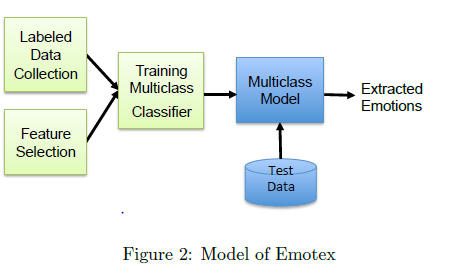 Labeled
Data
Collection
Feature
Selection
Training
Multiclass
Classifier
Multiclass
Model
Extracted
Emotions
Test
Data
Figure 2: Model of Emotex